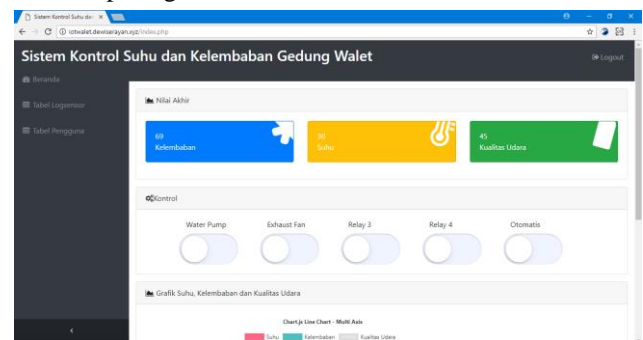 Sistem Kontrol Suhu dan
iotwalet.dewiserayan.xyz/index.php
Sistem Kontrol Suhu dan Kelembaban Gedung Walet
Logout
Beranda
Tabel Logsensor
Tabel Pengguna
Nilai Akhir
69
Kelembaban
30
Suhu
45
Kualitas Udara
Kontrol
Water Pump
Exhaust Fan
Relay 3
Relay 4
Otomatis
Grafik Suhu, Kelembaban dan Kualitas Udara
Chart.js Line Chart - Multi Axis
Suhu Kelembaban Kualitas Udara